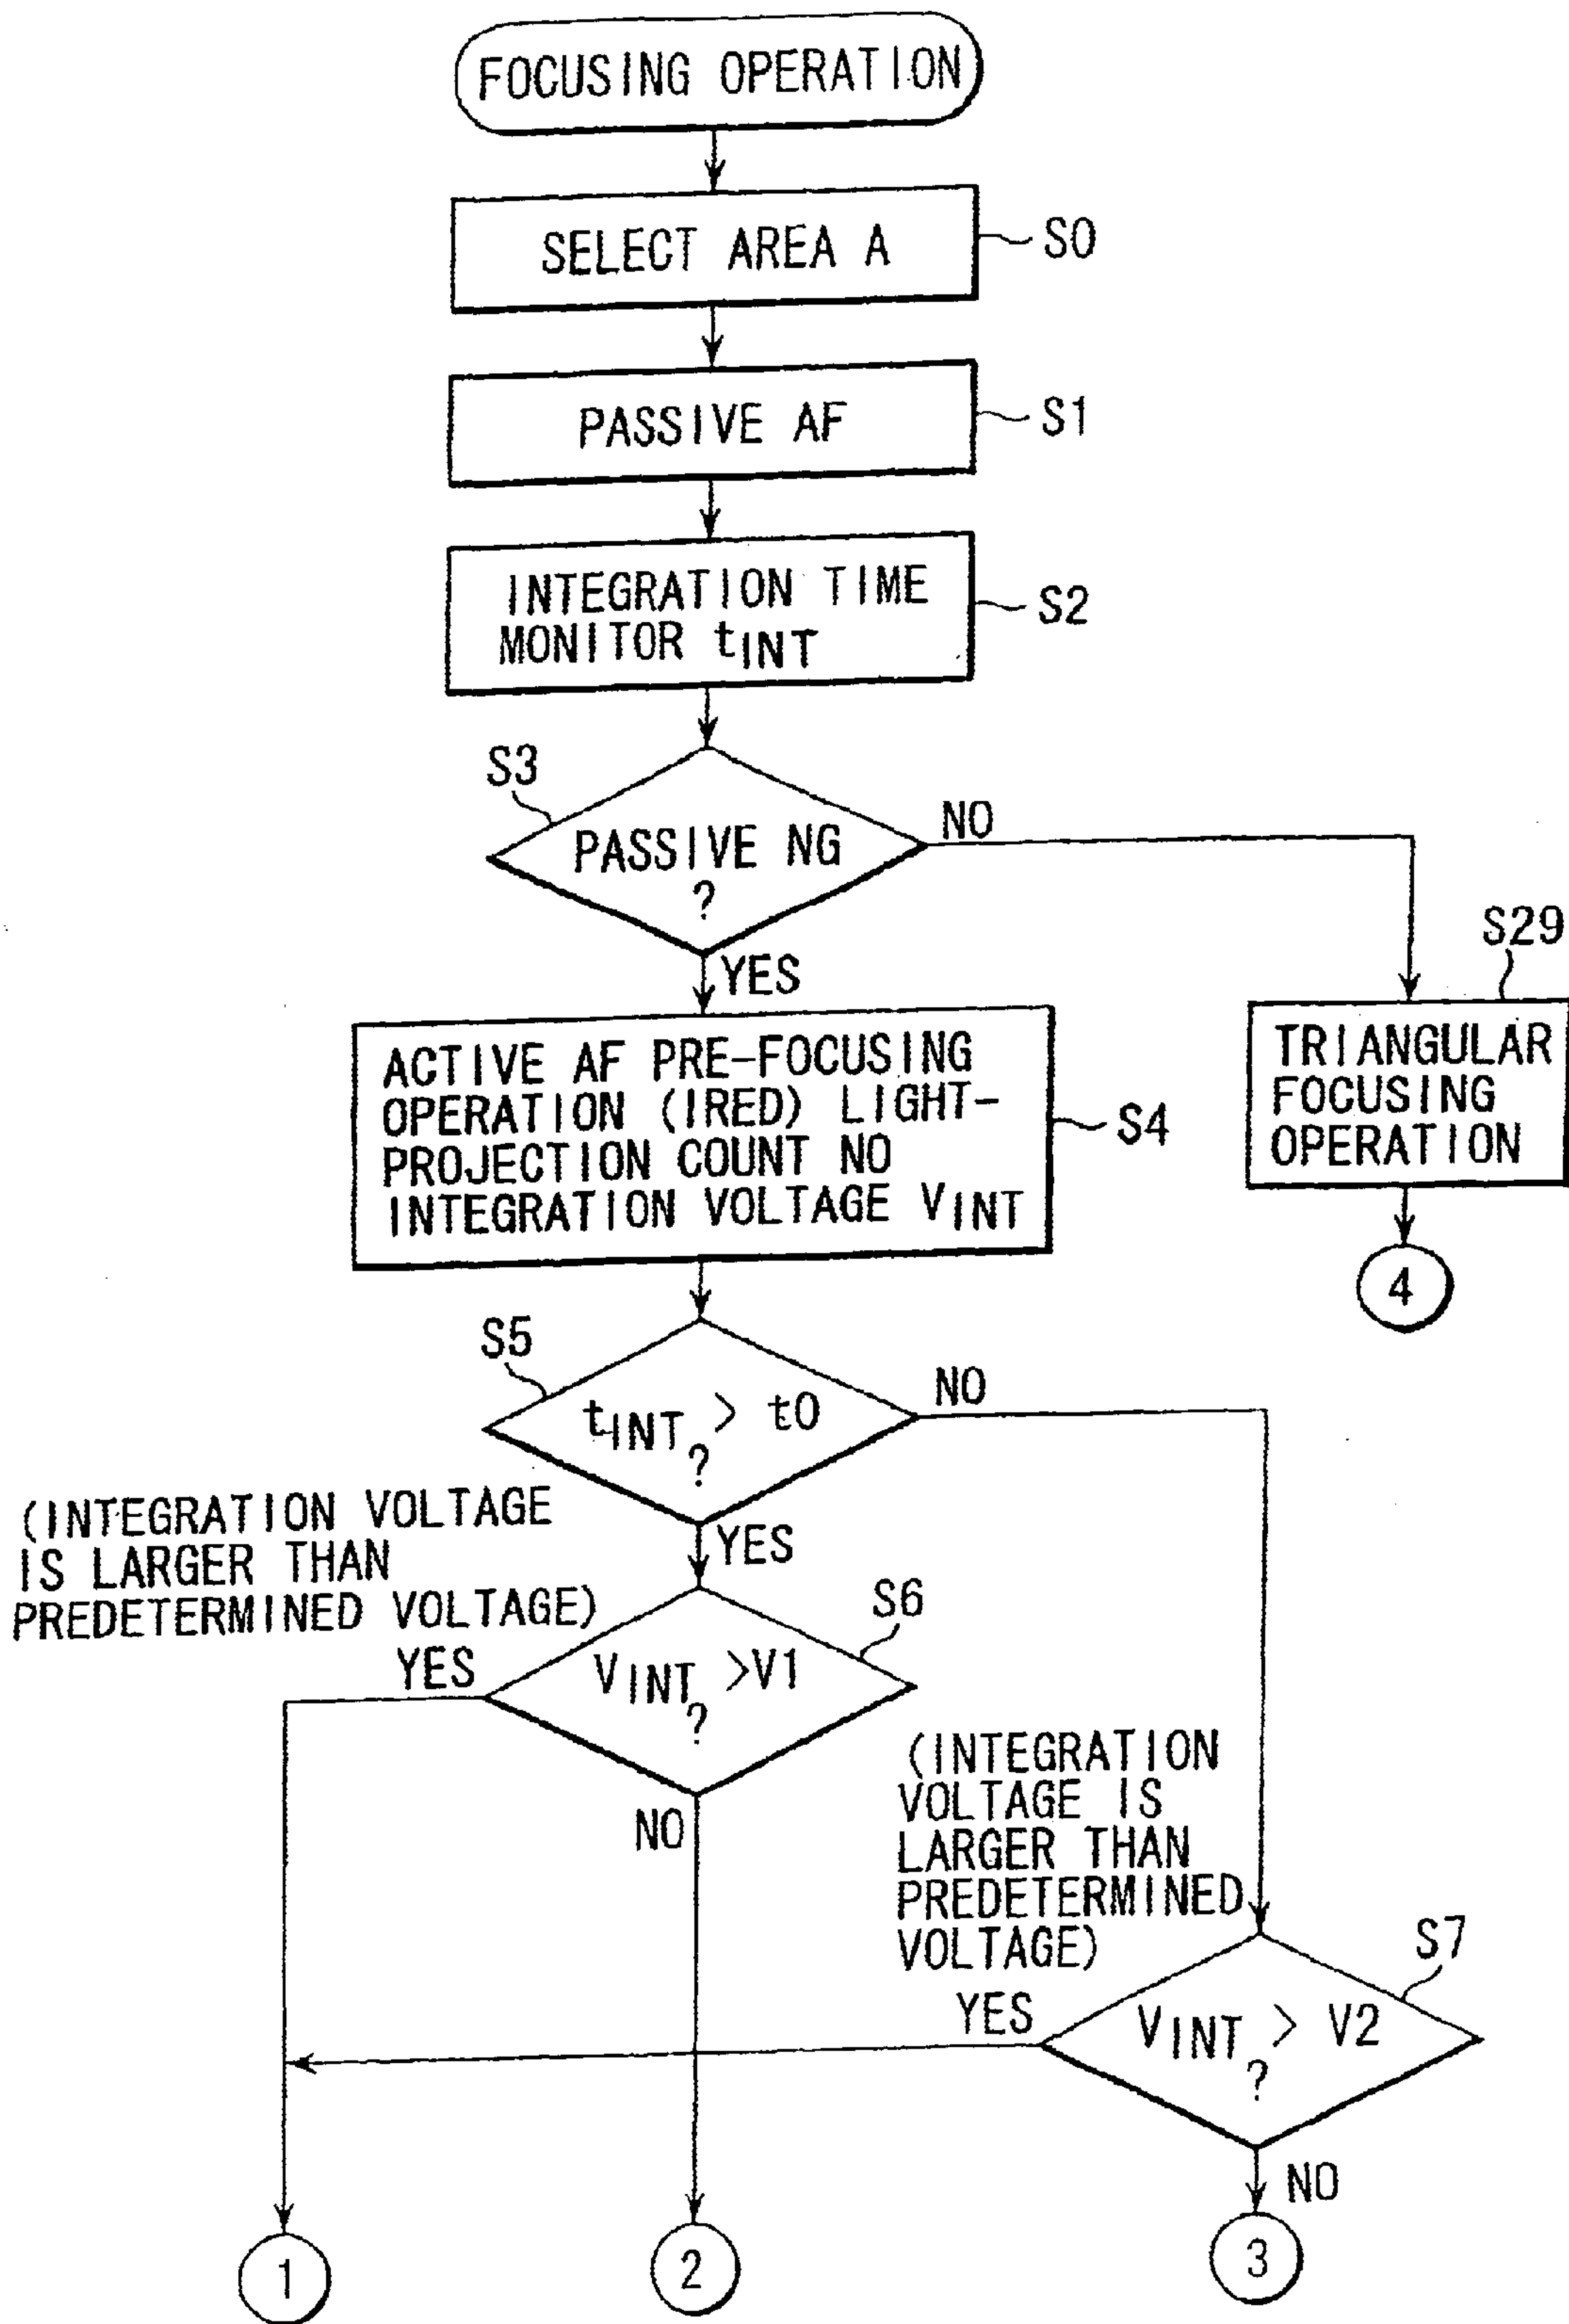 FOCUSING OPERATION
SELECT AREA A
S0
PASSIVE AF
S1
INTEGRATION TIME
MONITOR tINT
S2
S3
PASSIVE NG
?
NO
YES
S29
TRIANGULAR
FOCUSING
OPERATION
4
ACTIVE AF PRE-FOCUSING
OPERATION (IRED) LIGHT-
PROJECTION COUNT NO
INTEGRATION VOLTAGE VINT
S4
S5
tINT > t0
?
NO
YES
(INTEGRATION VOLTAGE
IS LARGER THAN
PREDETERMINED VOLTAGE)
S6
YES
VINT >V1
?
NO
(INTEGRATION
VOLTAGE IS
LARGER THAN
PREDETERMINED
VOLTAGE)
S7
YES
VINT > V2
?
NO
1
2
3